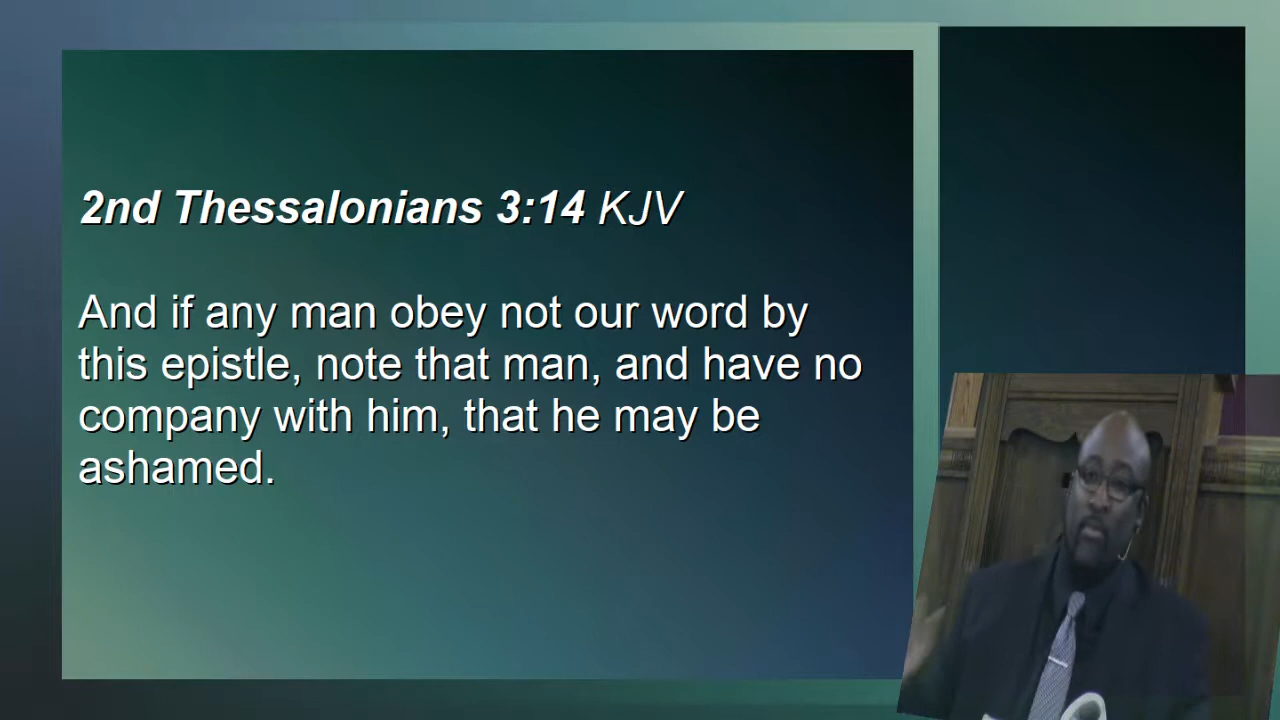 2nd Thessalonians 3:14 KJV
And if any man obey not our word by
this epistle, note that man, and have no
company with him, that he may be
ashamed.